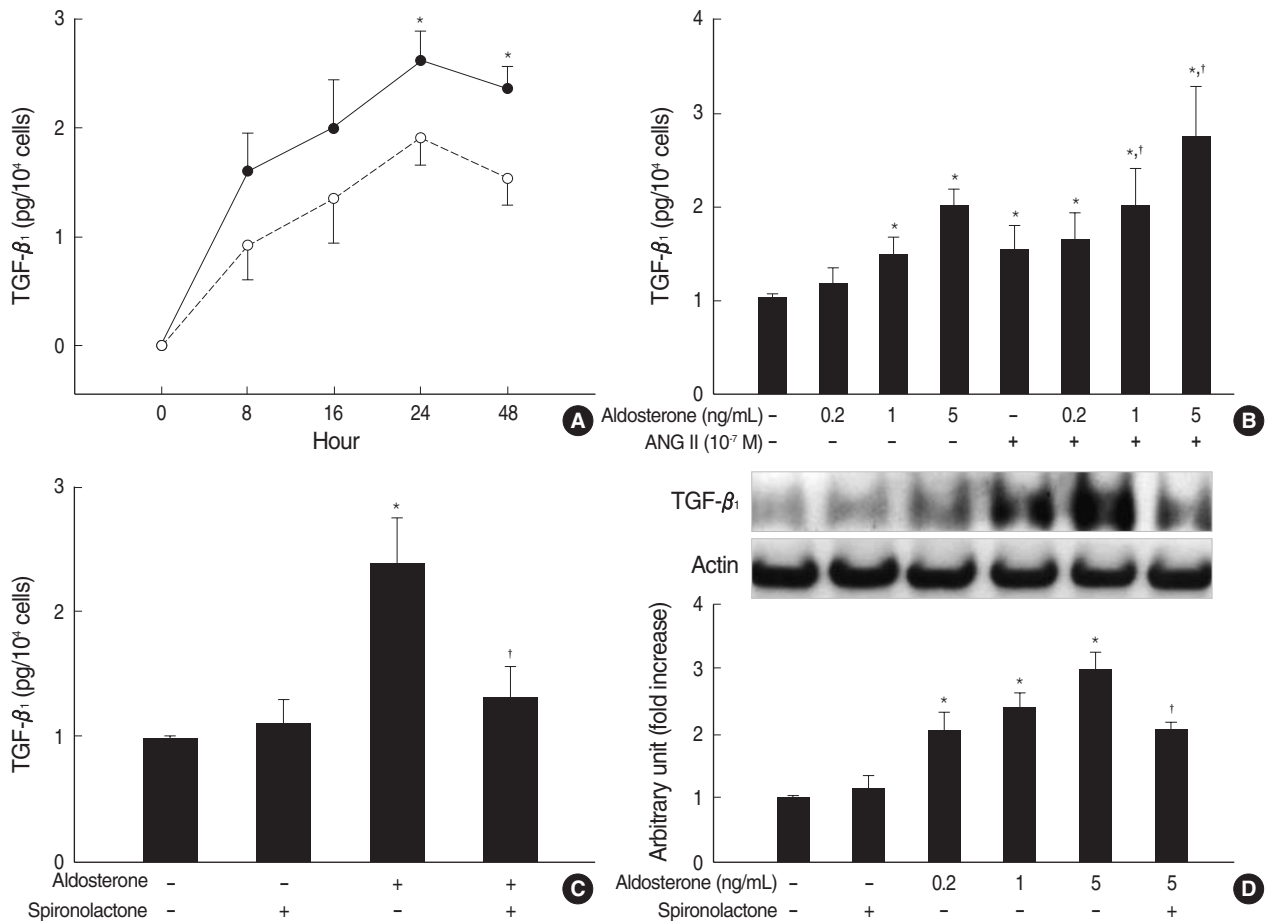 3
2
1
0
TGF-β₁ (pg/10⁴ cells)
*
*
0 8 16 24 48
Hour
A
4
3
2
1
0
TGF-β₁ (pg/10⁴ cells)
*
*
*
*
*,†
*,†
Aldosterone (ng/mL) – 0.2 1 5 – 0.2 1 5
ANG II (10⁻⁷ M) – – – – + + + +
B
3
2
1
0
TGF-β₁ (pg/10⁴ cells)
*
†
Aldosterone – – + +
Spironolactone – + – +
C
TGF-β₁
Actin
4
3
2
1
0
Arbitrary unit (fold increase)
*
*
*
†
Aldosterone (ng/mL) – – 0.2 1 5 5
Spironolactone – + – – – +
D